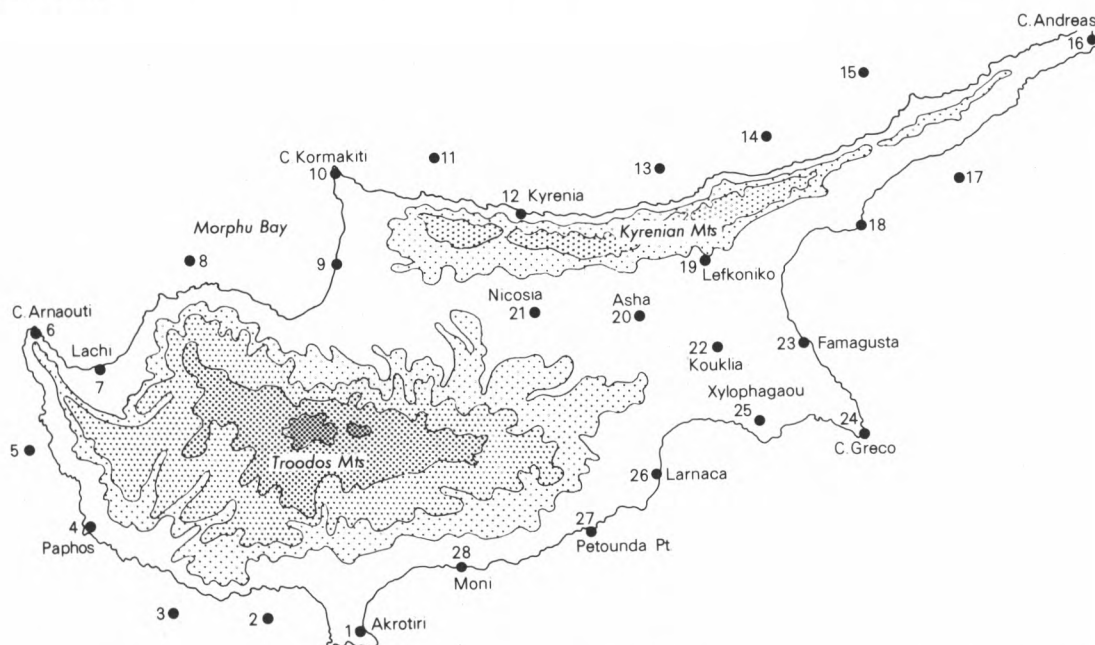 C. Andreas
16
15
14
C. Kormakiti
10
11
13
17
12 Kyrenia
Morphu Bay
Kyrenian Mts
18
8
9
19
Lefkoniko
Nicosia
21
Asha
20
C. Arnaouti
6
Lachi
7
22
Kouklia
23 Famagusta
Xylophagaou
25
24
C. Greco
5
Troodos Mts
26 Larnaca
4
Paphos
27
Petounda Pt
28
Moni
3
2
1 Akrotiri